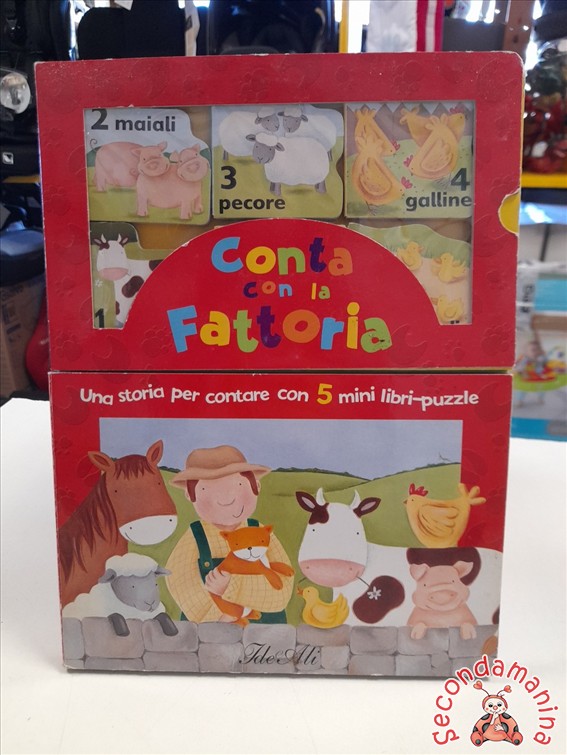 2 maiali
3
pecore
4
galline
1
Conta
con la
Fattoria
Una storia per contare con 5 mini libri-puzzle
IdeAli
Secondamanina